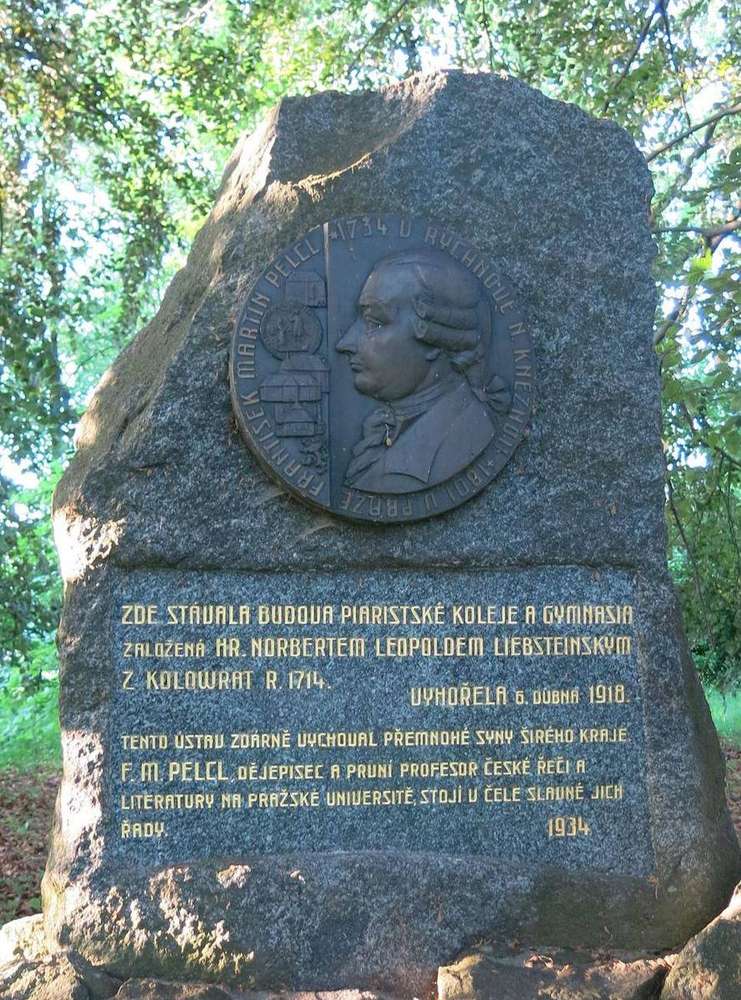 FRANTIŠEK MARTIN PELCL *1734 V RYCHNOVĚ N. KNĚŽNOU †1801 V PRAZE
ZDE STÁVALA BUDOVA PIARISTSKÉ KOLEJE A GYMNASIA
ZALOŽENÁ HR. NORBERTEM LEOPOLDEM LIEBSTEINSKÝM
Z KOLOWRAT R. 1714.
VYHOŘELA 6. DUBNA 1918.
TENTO ÚSTAV ZDÁRNĚ VYCHOVAL PŘEMNOHÉ SYNY ŠIRÉHO KRAJE.
F. M. PELCL, DĚJEPISEC A PRVNÍ PROFESOR ČESKÉ ŘEČI A
LITERATURY NA PRAŽSKÉ UNIVERSITĚ, STOJÍ V ČELE SLAVNÉ JICH
ŘADY.
1934